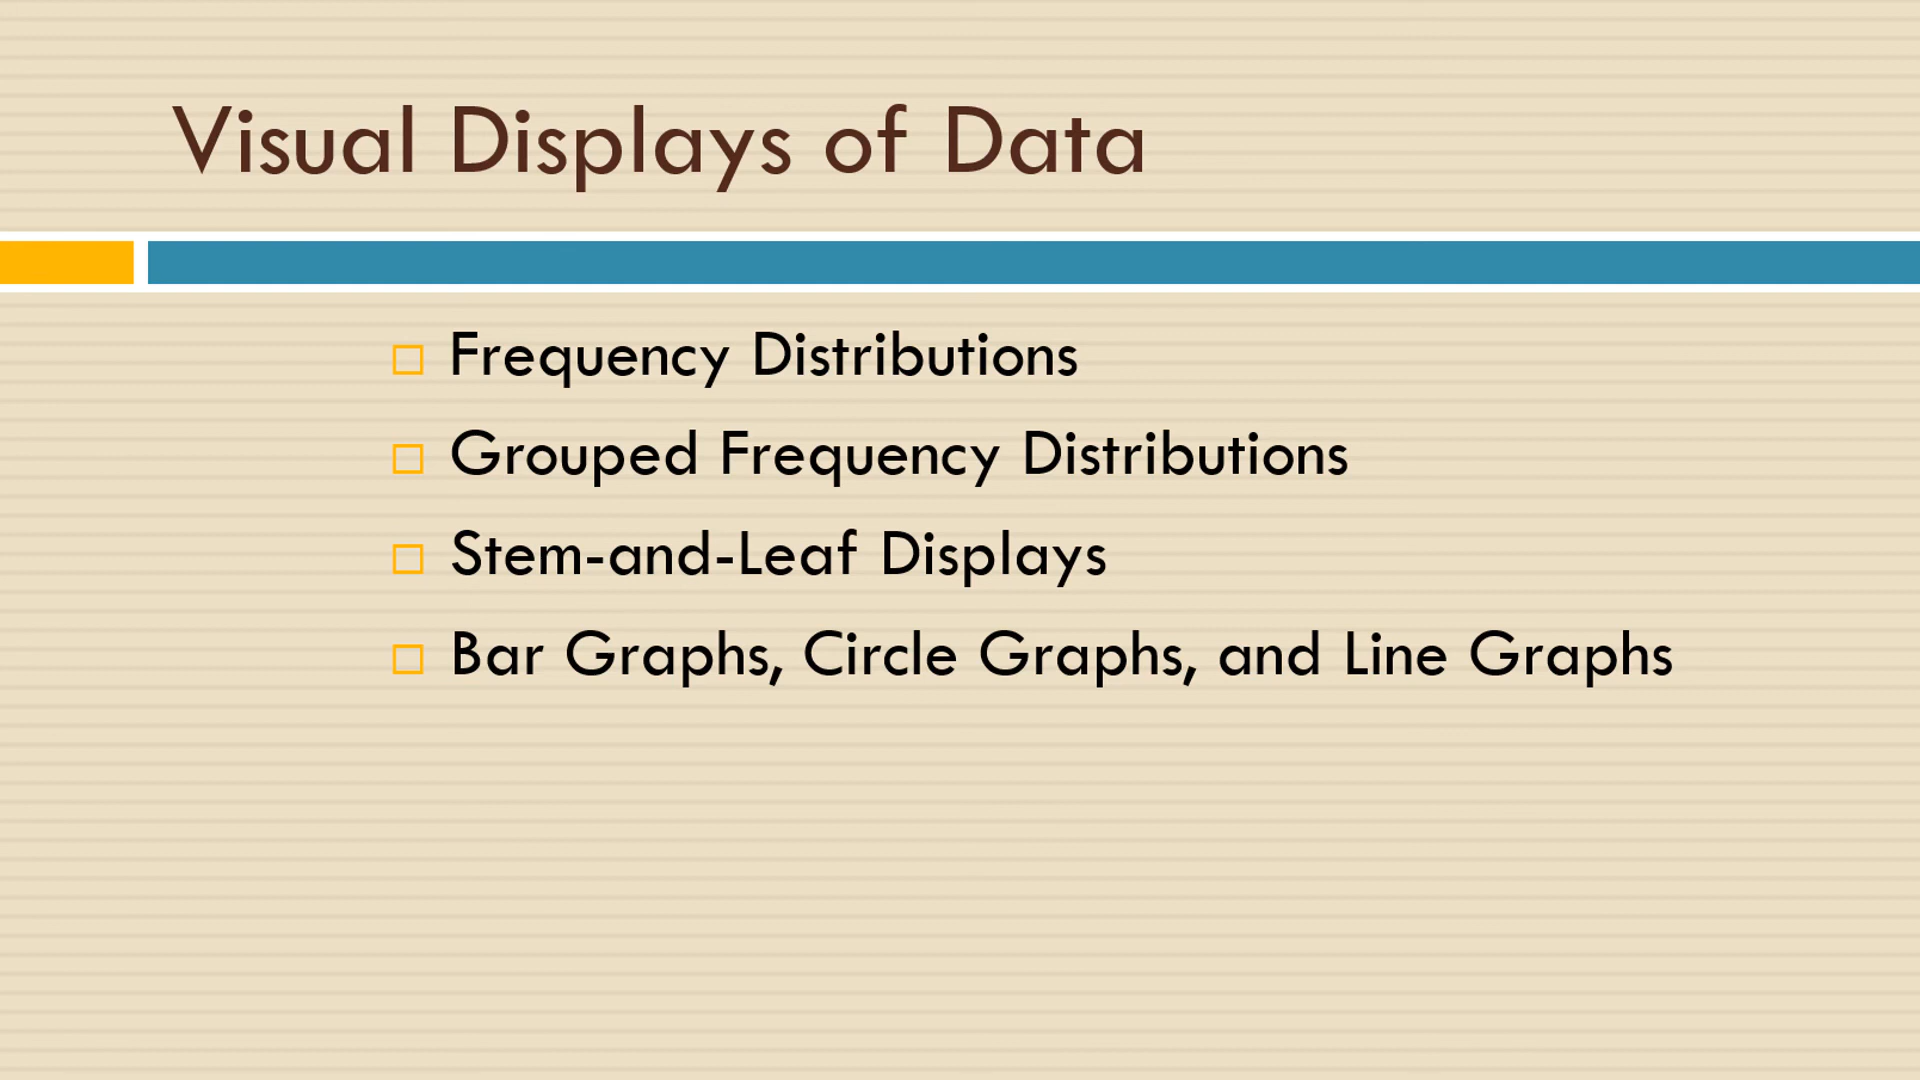 Visual Displays of Data
Frequency Distributions
Grouped Frequency Distributions
Stem-and-Leaf Displays
Bar Graphs, Circle Graphs, and Line Graphs